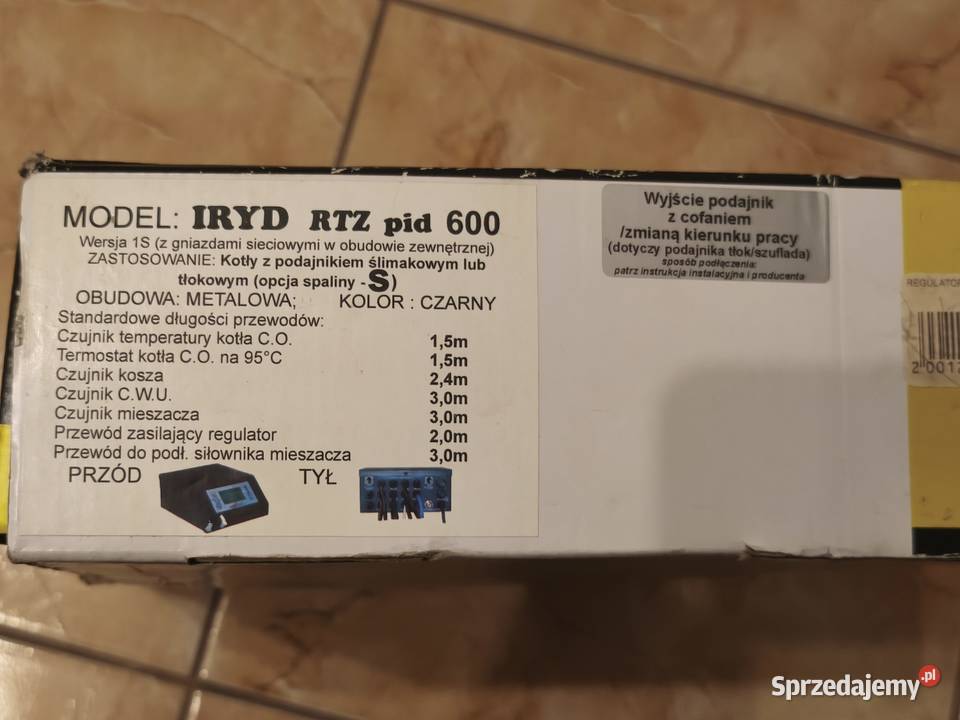 MODEL: IRYD RTZ pid 600
Wersja 1S (z gniazdami sieciowymi w obudowie zewnętrznej)
ZASTOSOWANIE: Kotły z podajnikiem ślimakowym lub
tłokowym (opcja spaliny -S)
OBUDOWA: METALOWA; KOLOR : CZARNY
Standardowe długości przewodów:
Czujnik temperatury kotła C.O. 1,5m
Termostat kotła C.O. na 95°C 1,5m
Czujnik kosza 2,4m
Czujnik C.W.U. 3,0m
Czujnik mieszacza 3,0m
Przewód zasilający regulator 2,0m
Przewód do podł. siłownika mieszacza 3,0m
PRZÓD TYŁ
Wyjście podajnik
z cofaniem
/zmianą kierunku pracy
(dotyczy podajnika tłok/szuflada)
sposób podłączenia:
patrz instrukcja instalacyjna i producenta
REGULATOR
2 0012
Sprzedajemy.pl